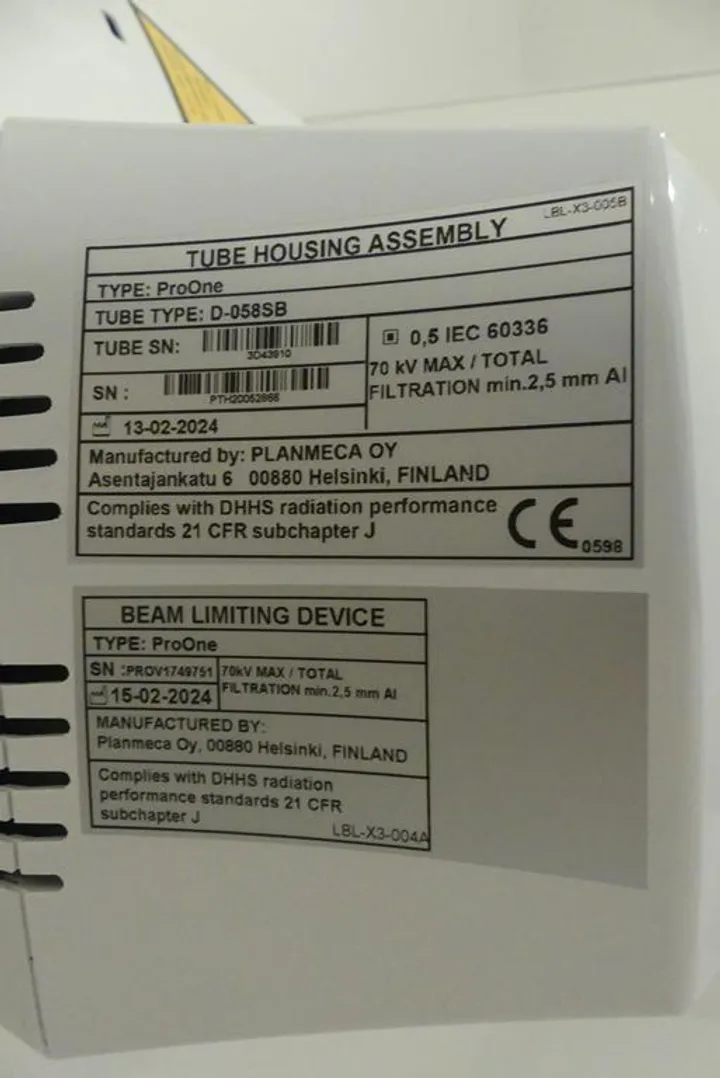 LBL-X3-005B
TUBE HOUSING ASSEMBLY
TYPE: ProOne
TUBE TYPE: D-058SB
TUBE SN:
3D43910
0,5 IEC 60336
70 kV MAX / TOTAL
FILTRATION min.2,5 mm Al
SN :
PTH20052866
13-02-2024
Manufactured by: PLANMECA OY
Asentajankatu 6 00880 Helsinki, FINLAND
Complies with DHHS radiation performance
standards 21 CFR subchapter J
CE 0598
BEAM LIMITING DEVICE
TYPE: ProOne
SN :PROV1749751
70kV MAX / TOTAL
FILTRATION min.2,5 mm Al
15-02-2024
MANUFACTURED BY:
Planmeca Oy, 00880 Helsinki, FINLAND
Complies with DHHS radiation
performance standards 21 CFR
subchapter J
LBL-X3-004A